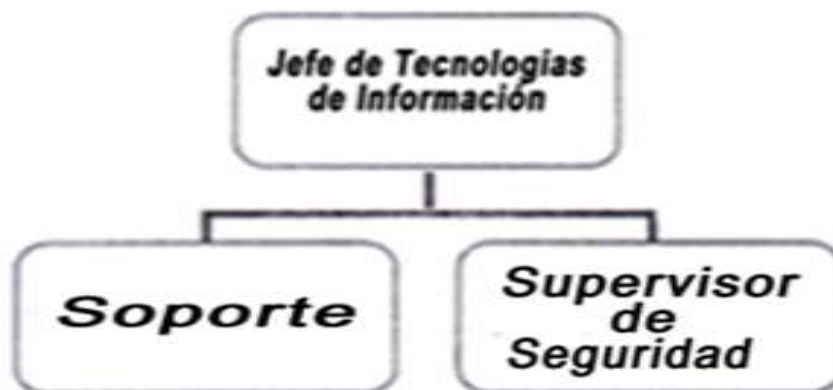 Jefe de Tecnologias
de Información
Soporte
Supervisor
de
Seguridad